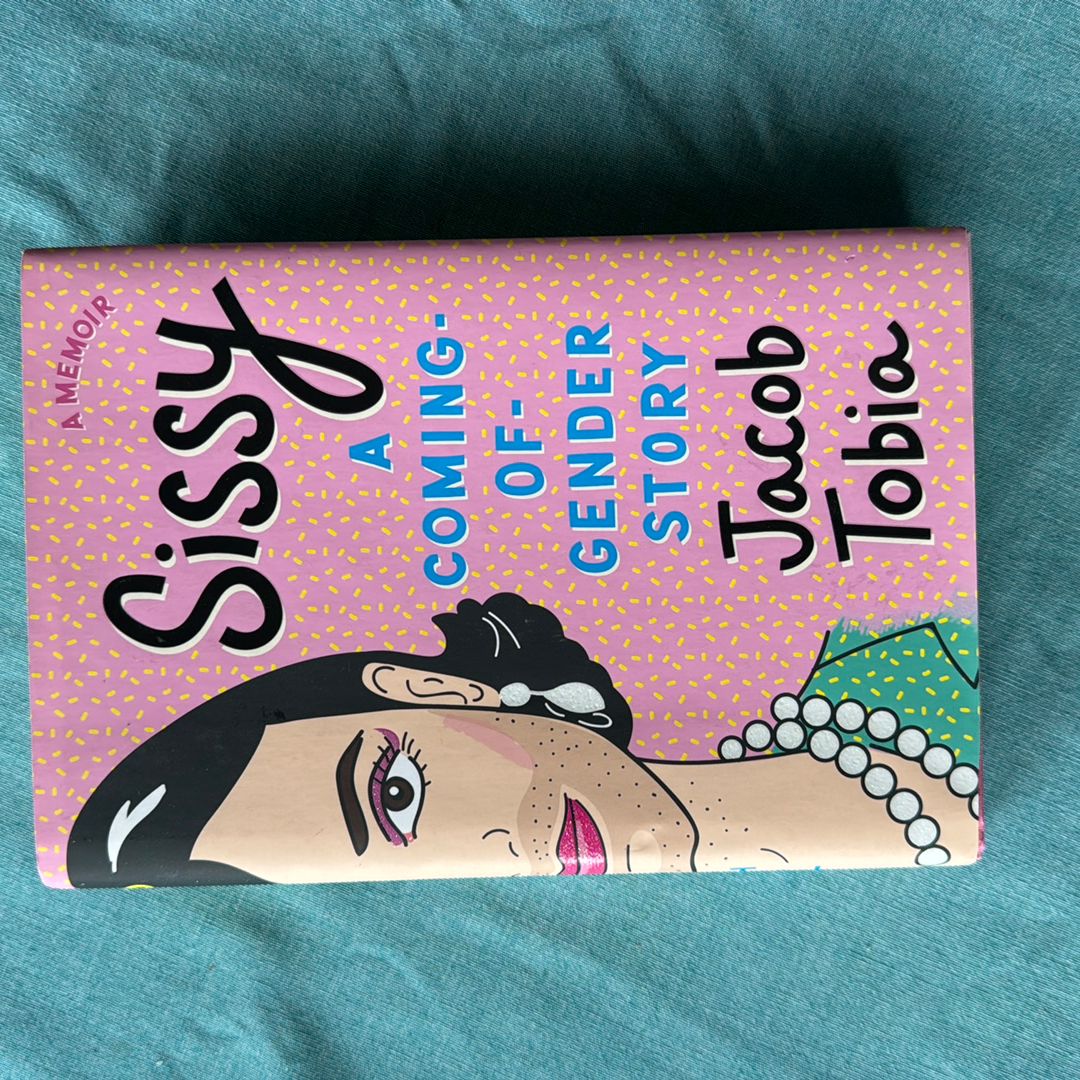 A MEMOIR
Sissy
A
COMING-
OF-
GENDER
STORY
Jacob
Tobia